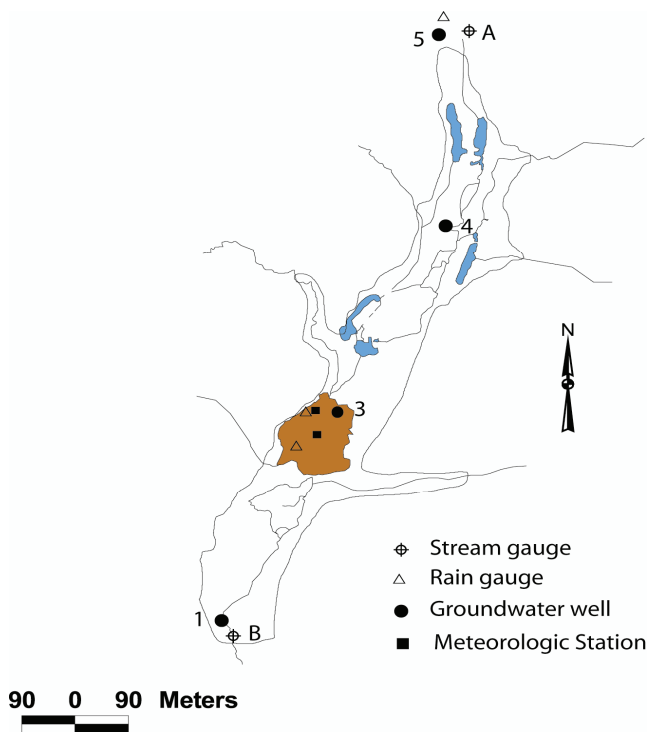 5
A
4
N
3
1
B
Stream gauge
Rain gauge
Groundwater well
Meteorologic Station
90 0 90 Meters